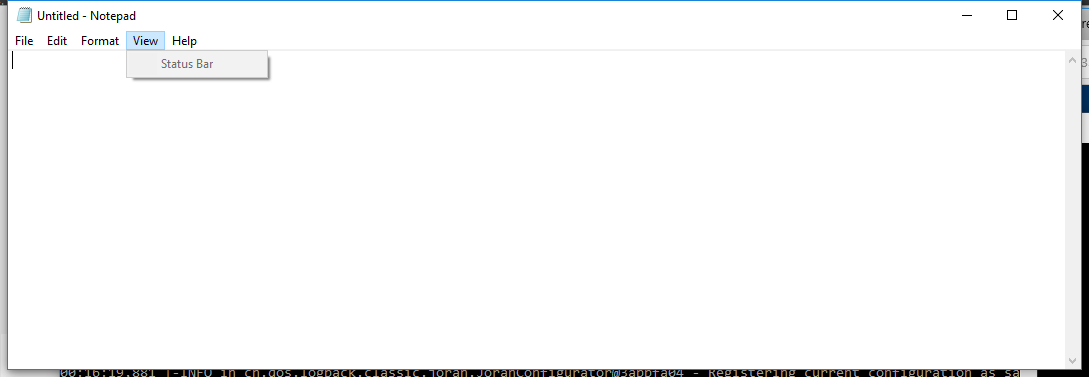 Untitled - Notepad
File Edit Format View Help
Status Bar
00:16:19.881 |-INFO in ch.qos.logback.classic.joran.JoranConfigurator@3abbfa04 - Registering current configuration as sa